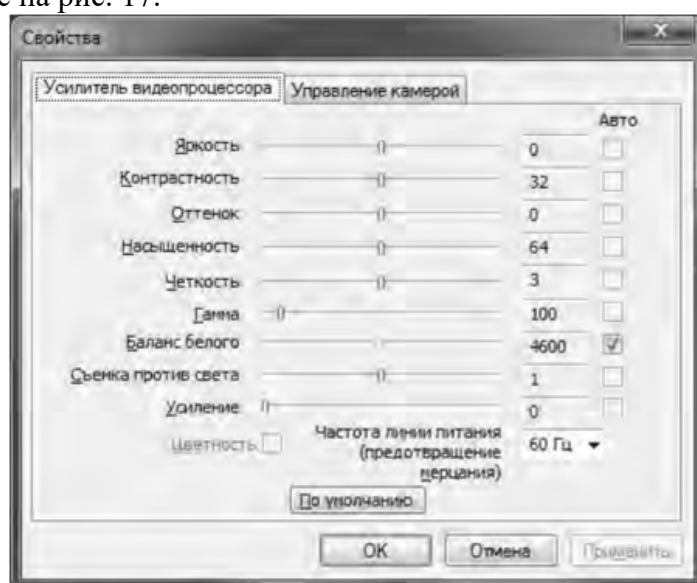 на рис. 17.
Свойства
Усилитель видеопроцессора Управление камерой
Авто
Яркость 0
Контрастность 32
Оттенок 0
Насыщенность 64
Четкость 3
Гамма 100
Баланс белого 4600
Съемка против света 1
Усиление 0
Цветность Частота линии питания (предотвращение мерцания) 60 Гц
По умолчанию
OK Отмена Применить